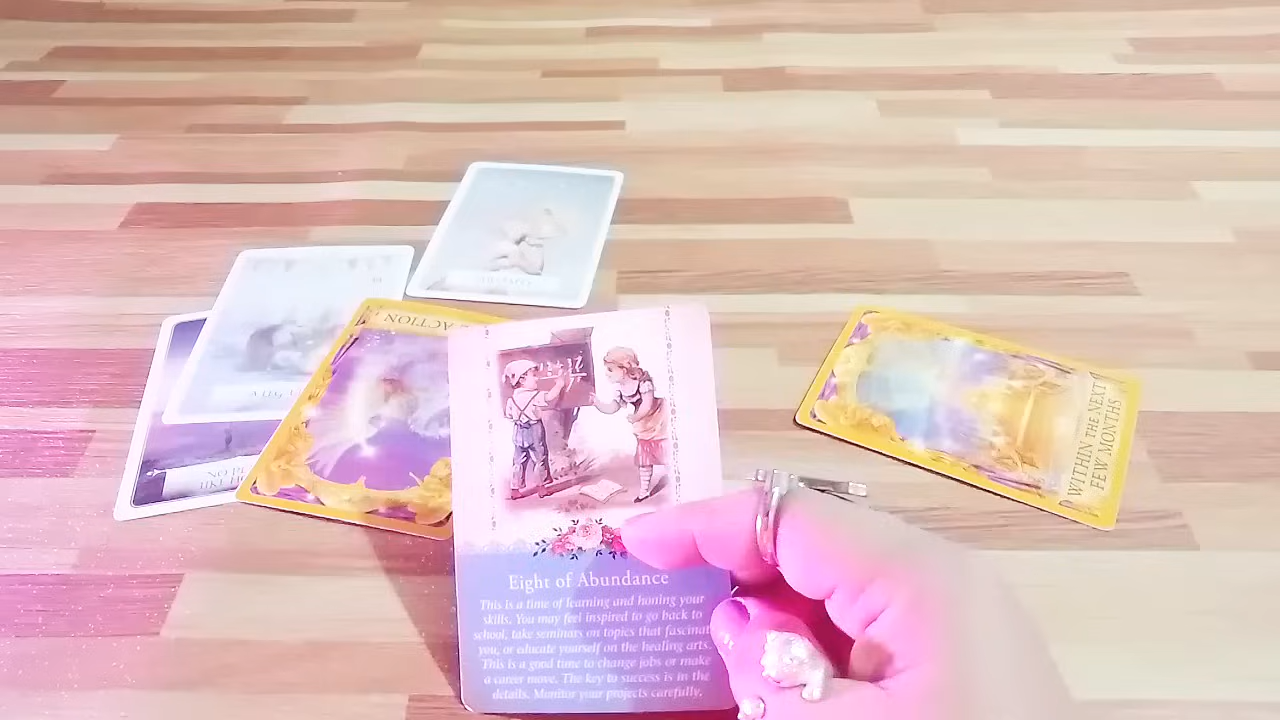 ACTION
WITHIN THE NEXT
FEW MONTHS
Eight of Abundance
This is a time of learning and honing your
skills. You may feel inspired to go back to
school, take seminars on topics that fascinat
you, or educate yourself on the healing arts.
This is a good time to change jobs or make
a career move. The key to success is in the
details. Monitor your projects carefully.